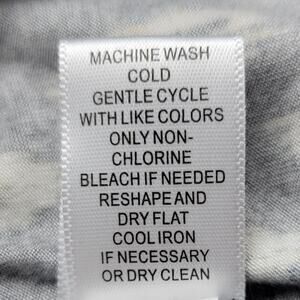 MACHINE WASH
COLD
GENTLE CYCLE
WITH LIKE COLORS
ONLY NON-
CHLORINE
BLEACH IF NEEDED
RESHAPE AND
DRY FLAT
COOL IRON
IF NECESSARY
OR DRY CLEAN